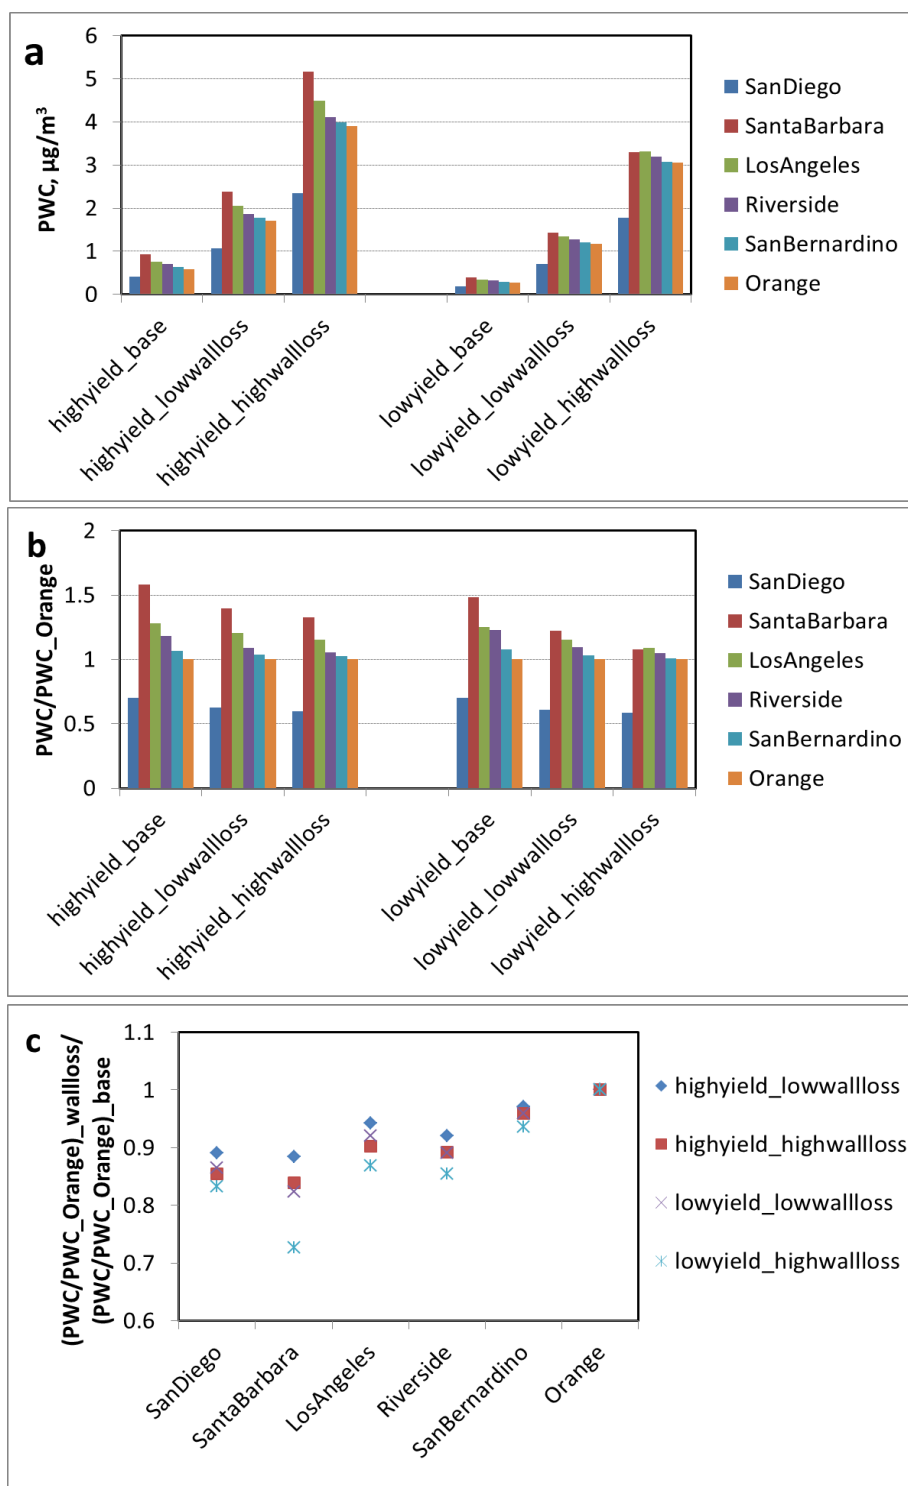 a
6
5
4
3
2
1
0
PWC, µg/m³
highyield_base
highyield_lowwallloss
highyield_highwallloss
lowyield_base
lowyield_lowwallloss
lowyield_highwallloss
SanDiego
SantaBarbara
LosAngeles
Riverside
SanBernardino
Orange
b
2
1.5
1
0.5
0
PWC/PWC_Orange
highyield_base
highyield_lowwallloss
highyield_highwallloss
lowyield_base
lowyield_lowwallloss
lowyield_highwallloss
SanDiego
SantaBarbara
LosAngeles
Riverside
SanBernardino
Orange
c
1.1
1
0.9
0.8
0.7
0.6
(PWC/PWC_Orange)_wallloss/
(PWC/PWC_Orange)_base
SanDiego
SantaBarbara
LosAngeles
Riverside
SanBernardino
Orange
highyield_lowwallloss
highyield_highwallloss
lowyield_lowwallloss
lowyield_highwallloss